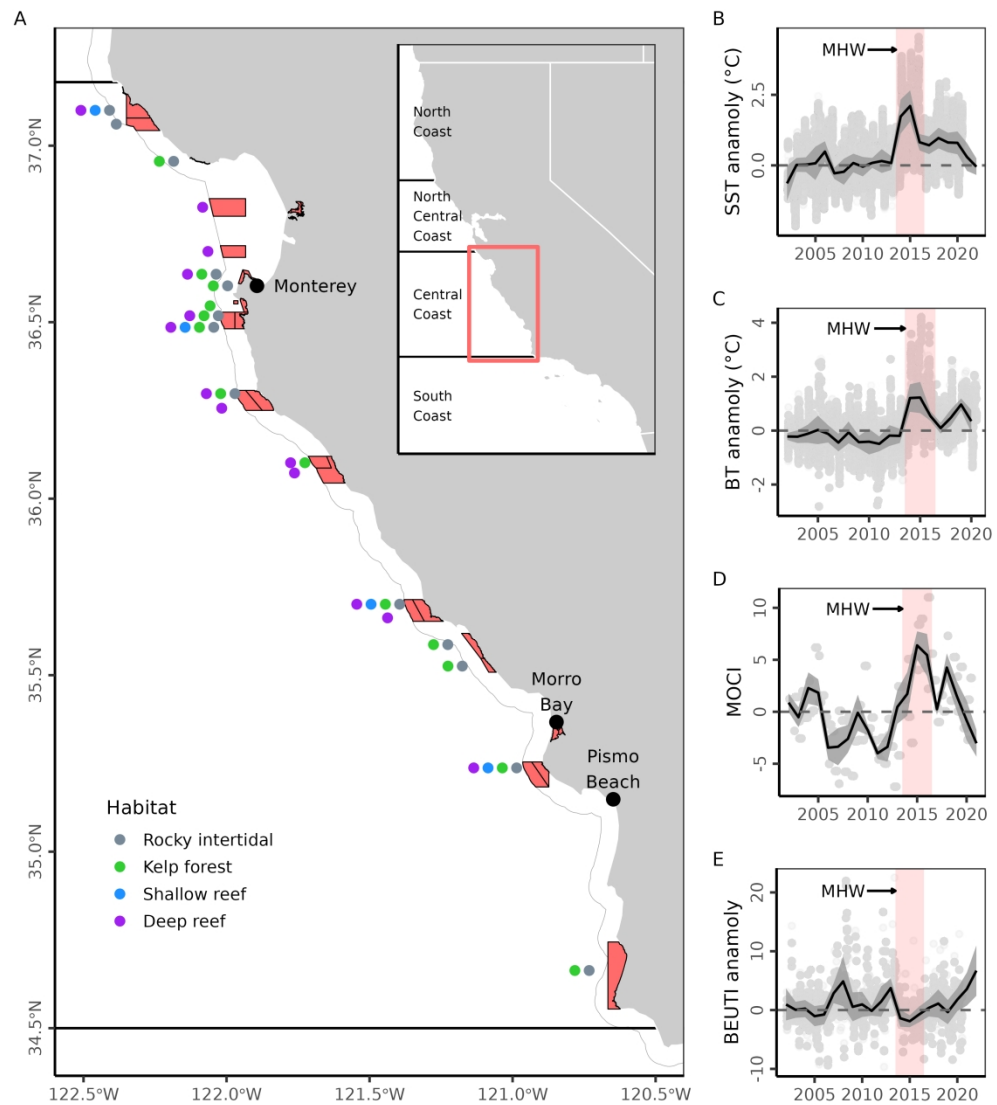 A
37.0°N
36.5°N
36.0°N
35.5°N
35.0°N
34.5°N
122.5°W
122.0°W
121.5°W
121.0°W
120.5°W
Monterey
Morro
Bay
Pismo
Beach
Habitat
Rocky intertidal
Kelp forest
Shallow reef
Deep reef
North
Coast
North
Central
Coast
Central
Coast
South
Coast
B
SST anamoly (°C)
2.5
0.0
MHW
2005
2010
2015
2020
C
BT anamoly (°C)
4
2
0
-2
MHW
2005
2010
2015
2020
D
MOCI
10
5
0
-5
MHW
2005
2010
2015
2020
E
BEUTI anamoly
20
10
0
-10
MHW
2005
2010
2015
2020